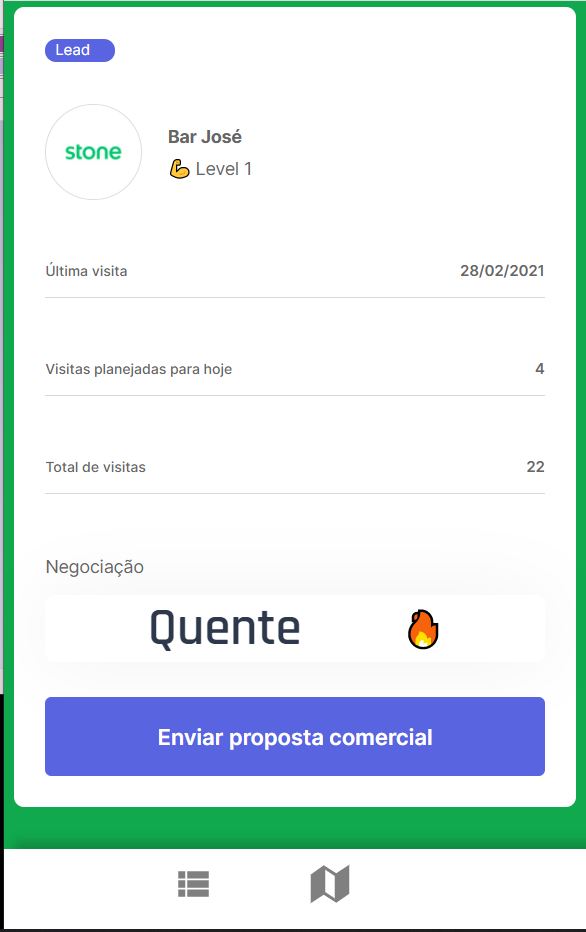 Lead
stone
Bar José
💪 Level 1
Última visita 28/02/2021
Visitas planejadas para hoje 4
Total de visitas 22
Negociação
Quente 🔥
Enviar proposta comercial